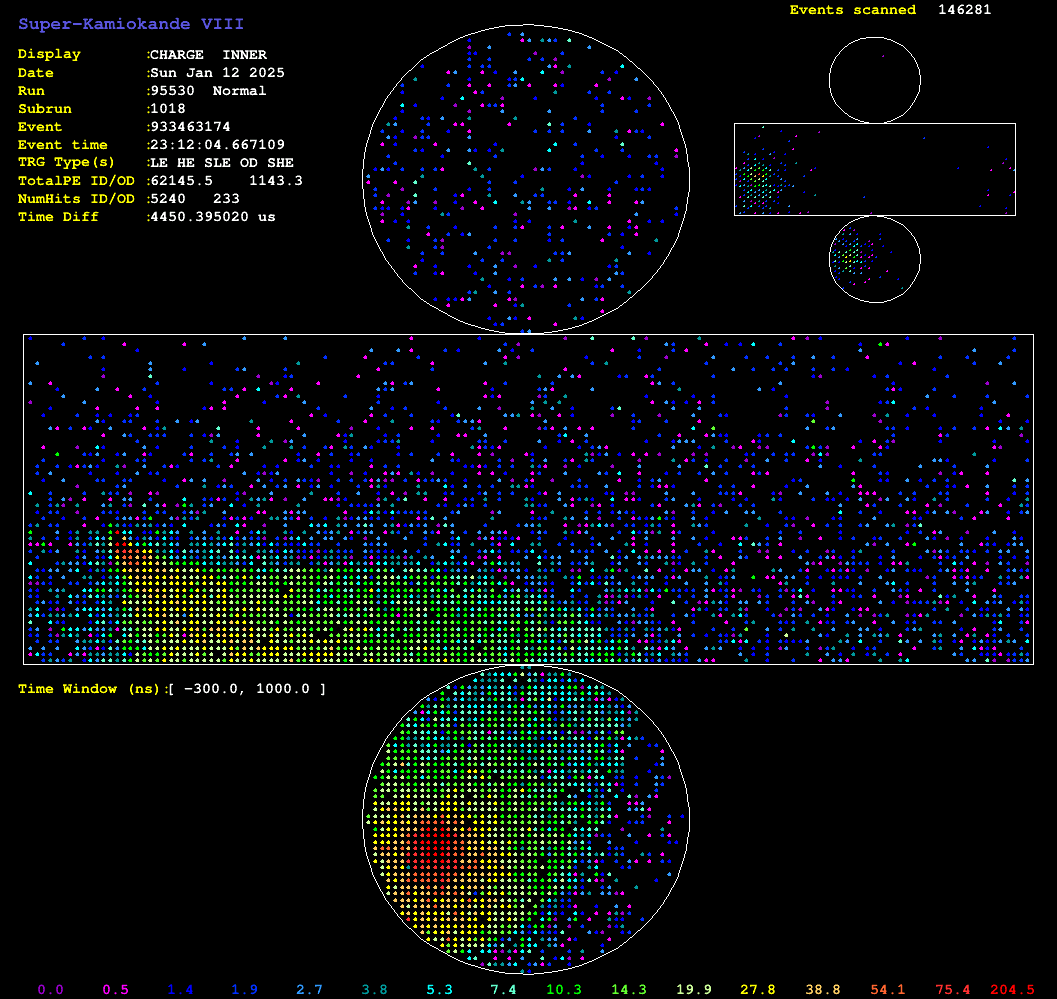 Super-Kamiokande VIII
Events scanned 146281
Display :CHARGE INNER
Date :Sun Jan 12 2025
Run :95530 Normal
Subrun :1018
Event :933463174
Event time :23:12:04.667109
TRG Type(s) :LE HE SLE OD SHE
TotalPE ID/OD :62145.5 1143.3
NumHits ID/OD :5240 233
Time Diff :4450.395020 us
Time Window (ns):[ -300.0, 1000.0 ]
0.0 0.5 1.4 1.9 2.7 3.8 5.3 7.4 10.3 14.3 19.9 27.8 38.8 54.1 75.4 204.5